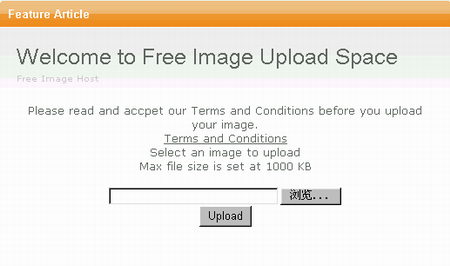 Feature Article
Welcome to Free Image Upload Space
Free Image Host
Please read and accpet our Terms and Conditions before you upload
your image.
Terms and Conditions
Select an image to upload
Max file size is set at 1000 KB
浏览...
Upload